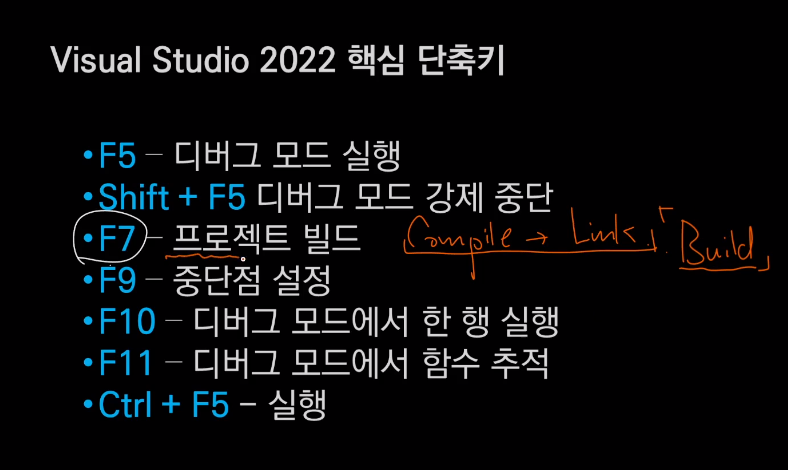 Visual Studio 2022 핵심 단축키
•F5 – 디버그 모드 실행
•Shift + F5 디버그 모드 강제 중단
•F7 – 프로젝트 빌드 Compile → Link Build
•F9 – 중단점 설정
•F10 – 디버그 모드에서 한 행 실행
•F11 – 디버그 모드에서 함수 추적
•Ctrl + F5 – 실행